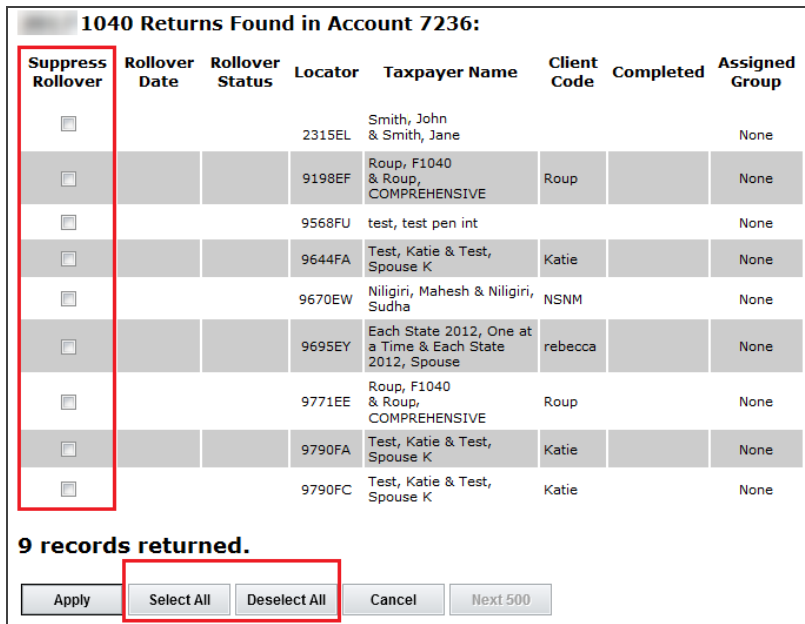 1040 Returns Found in Account 7236:
Suppress Rollover Rollover Locator Taxpayer Name Client Completed Assigned
Rollover Date Status Code Group
Smith, John
2315EL & Smith, Jane None
Roup, F1040
9198EF & Roup, Roup None
COMPREHENSIVE
9568FU test, test pen int None
9644FA Test, Katie & Test, Katie None
Spouse K
9670EW Niligiri, Mahesh & Niligiri, NSNM None
Sudha
Each State 2012, One at
9695EY a Time & Each State rebecca None
2012, Spouse
Roup, F1040
9771EE & Roup, Roup None
COMPREHENSIVE
9790FA Test, Katie & Test, Katie None
Spouse K
9790FC Test, Katie & Test, Katie None
Spouse K
9 records returned.
Apply Select All Deselect All Cancel Next 500